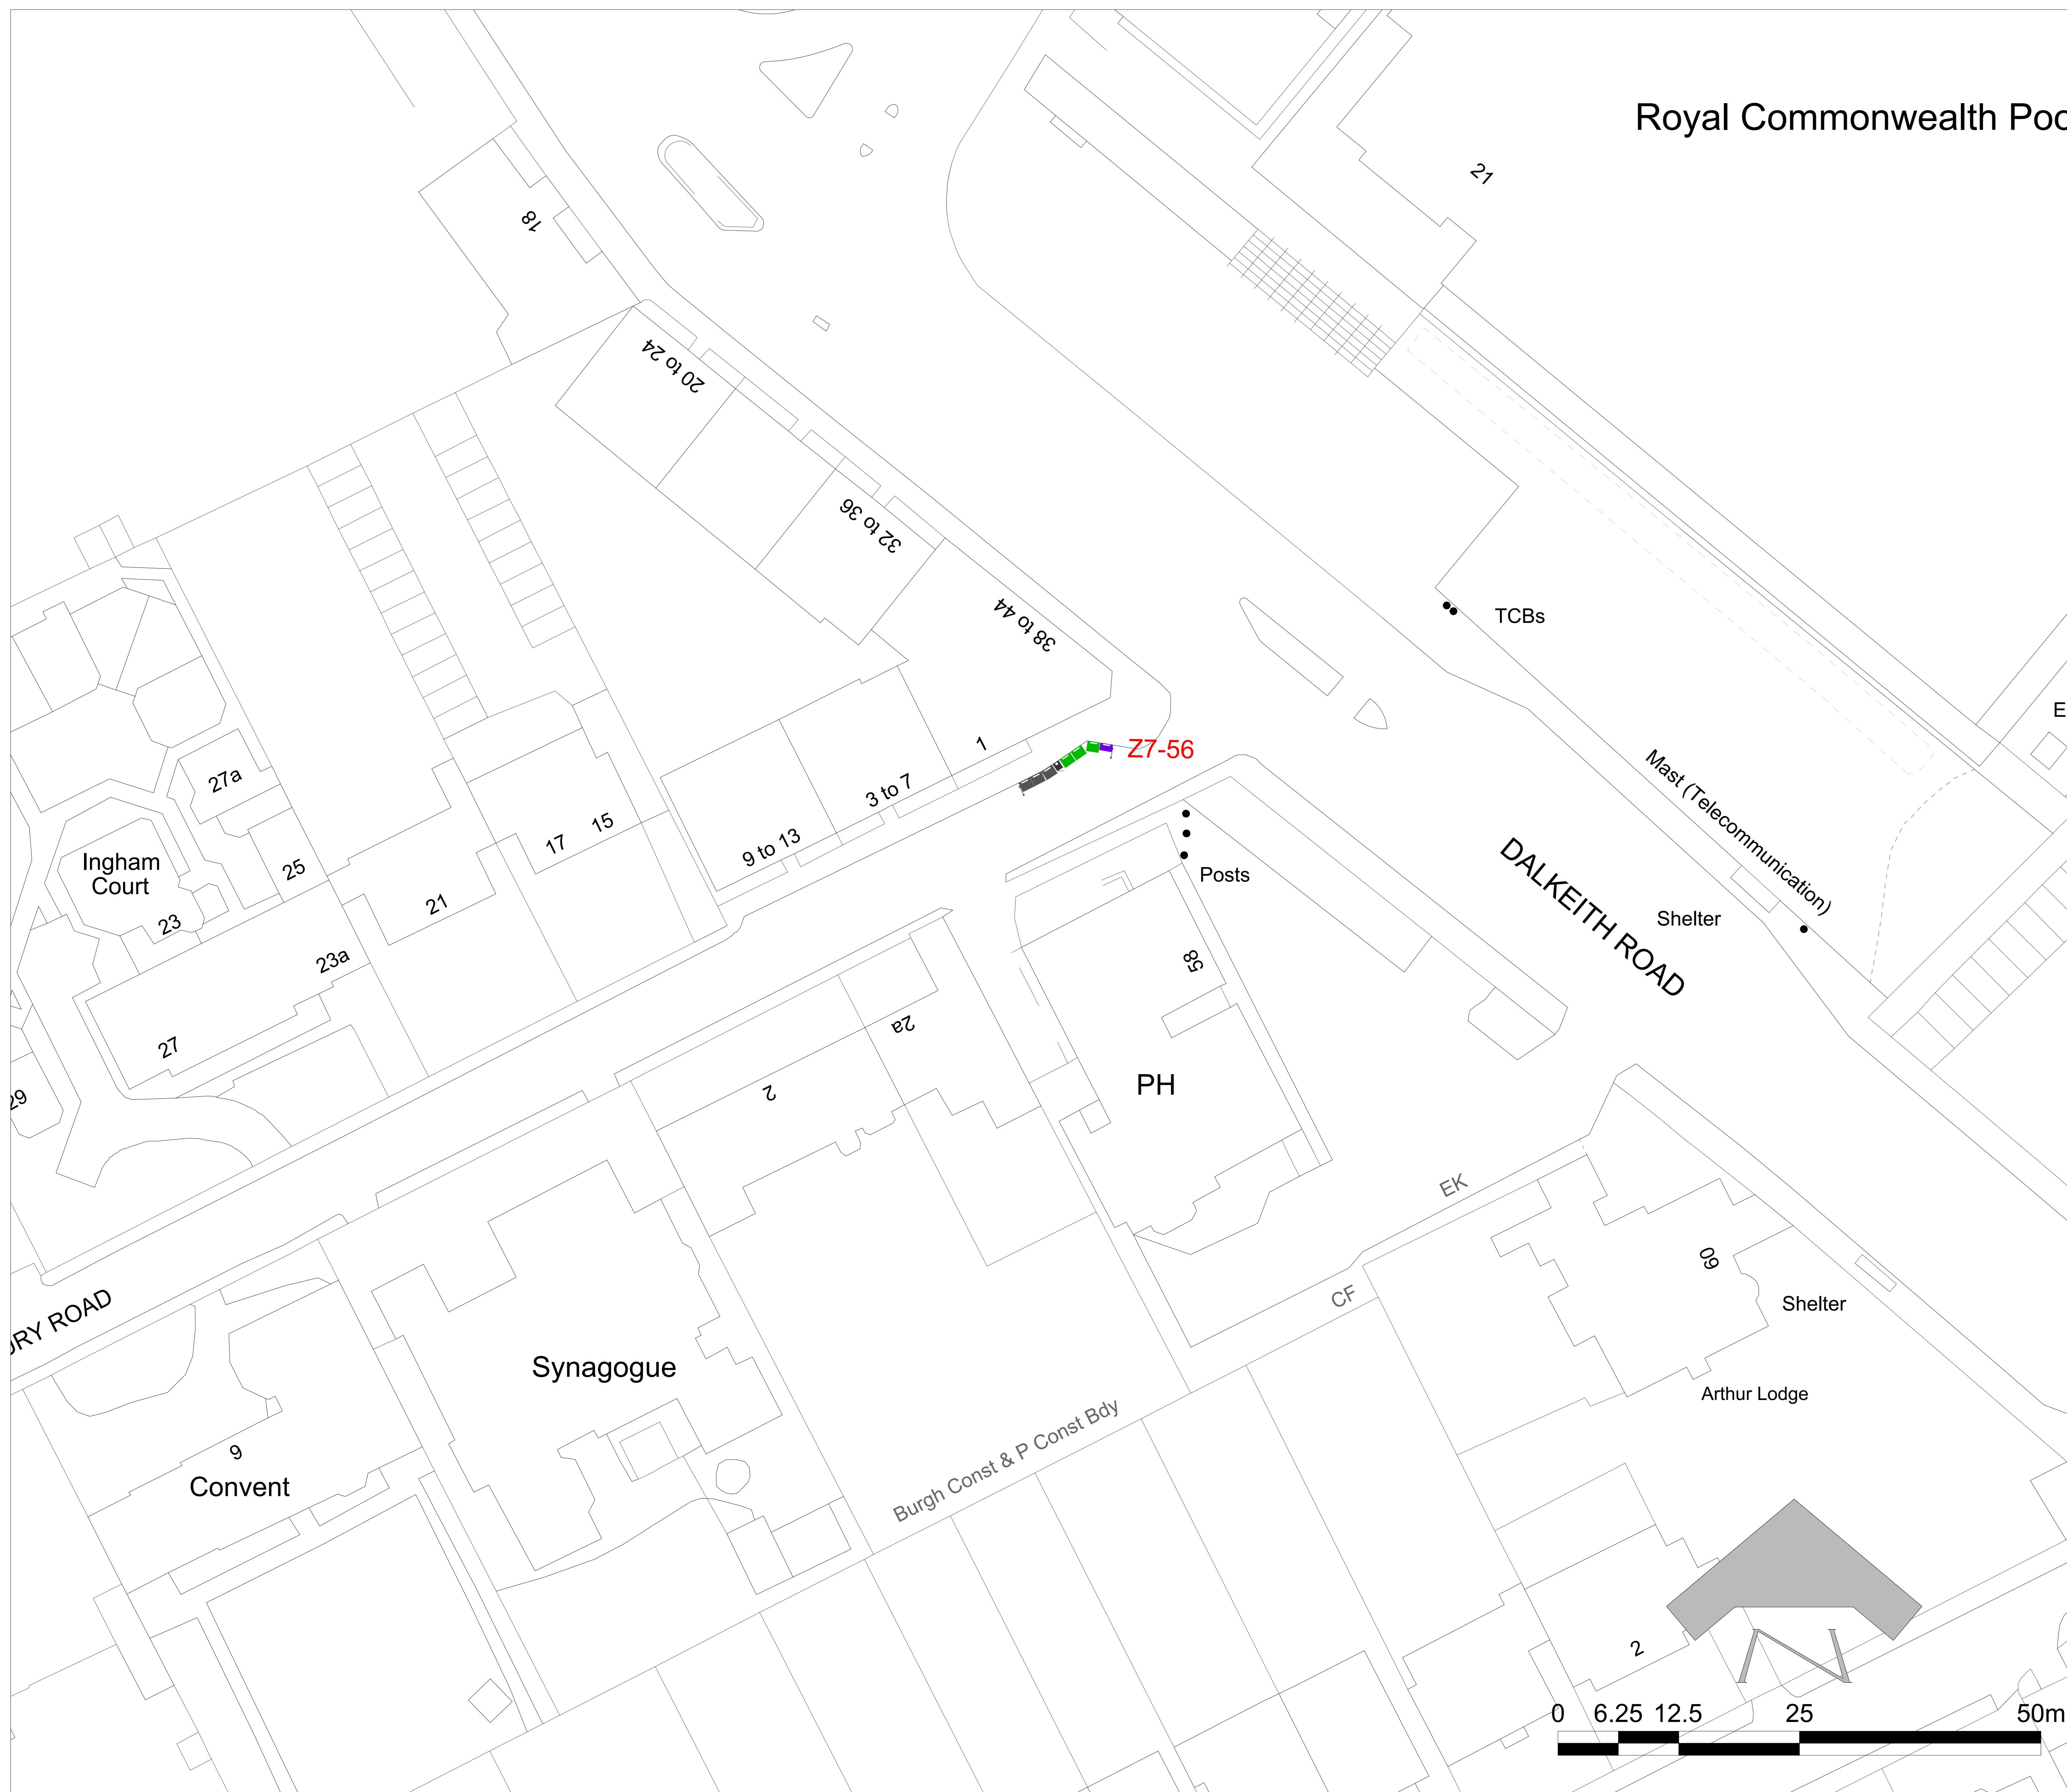 Royal Commonwealth Poo
21
18
20 to 24
32 to 36
38 to 44
TCBs
E
1
Z7-56
3 to 7
27a
Mast (Telecommunication)
9 to 13
15
17
Ingham
Court
25
21
23
Posts
DALKEITH ROAD
Shelter
58
23a
2a
27
PH
2
29
EK
60
CF
Shelter
URY ROAD
Synagogue
Arthur Lodge
Burgh Const & P Const Bdy
9
Convent
2
N
0 6.25 12.5 25 50m